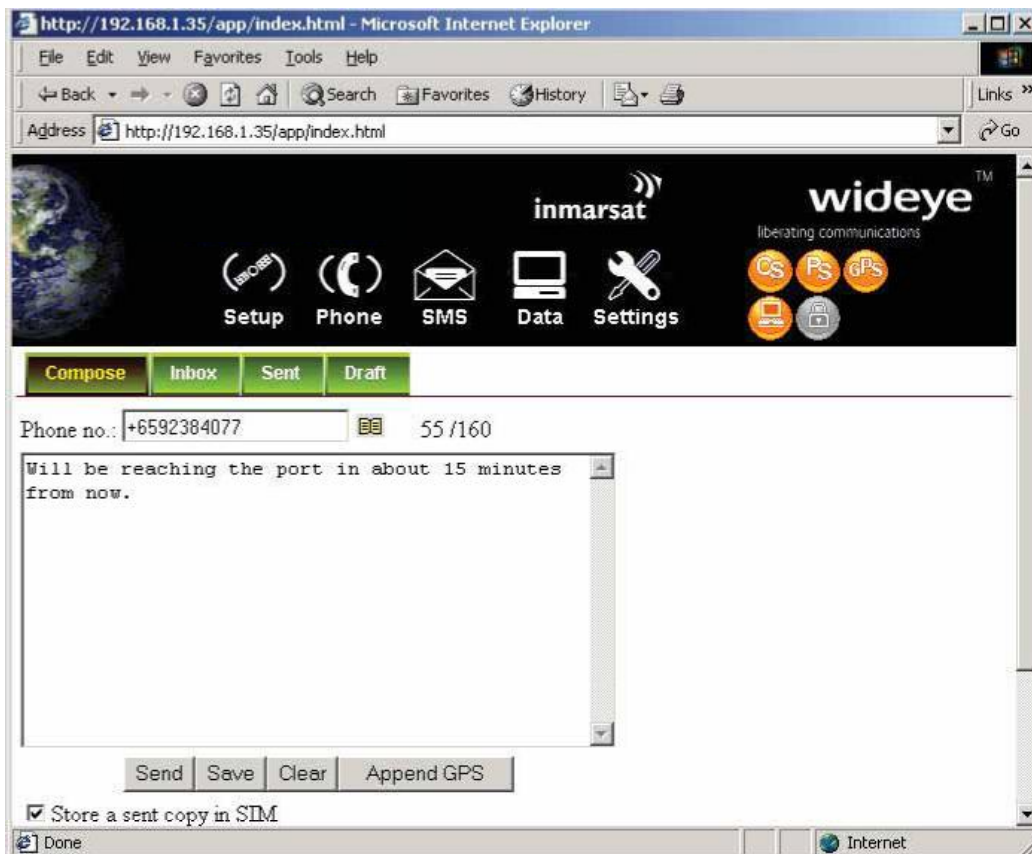 http://192.168.1.35/app/index.html - Microsoft Internet Explorer
File Edit View Favorites Tools Help
Back Search Favorites History Links »
Address http://192.168.1.35/app/index.html Go
inmarsat
wideye TM
liberating communications
CS PS GPS
Setup Phone SMS Data Settings
Compose Inbox Sent Draft
Phone no.: +6592384077 55 /160
Will be reaching the port in about 15 minutes
from now.
Send Save Clear Append GPS
Store a sent copy in SIM
Done Internet